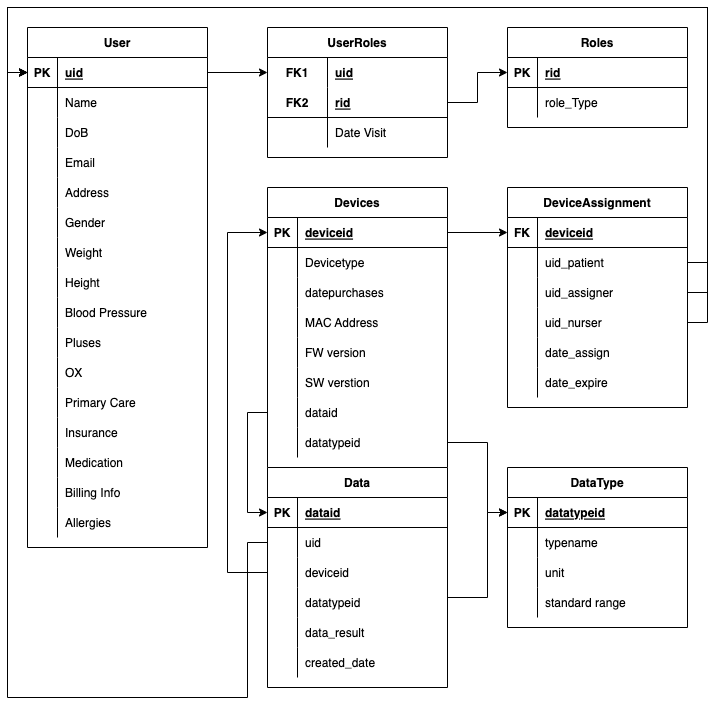 User
PK uid
Name
DoB
Email
Address
Gender
Weight
Height
Blood Pressure
Pluses
OX
Primary Care
Insurance
Medication
Billing Info
Allergies
UserRoles
FK1 uid
FK2 rid
Date Visit
Roles
PK rid
role_Type
Devices
PK deviceid
Devicetype
datepurchases
MAC Address
FW version
SW verstion
dataid
datatypeid
DeviceAssignment
FK deviceid
uid_patient
uid_assigner
uid_nurser
date_assign
date_expire
Data
PK dataid
uid
deviceid
datatypeid
data_result
created_date
DataType
PK datatypeid
typename
unit
standard range